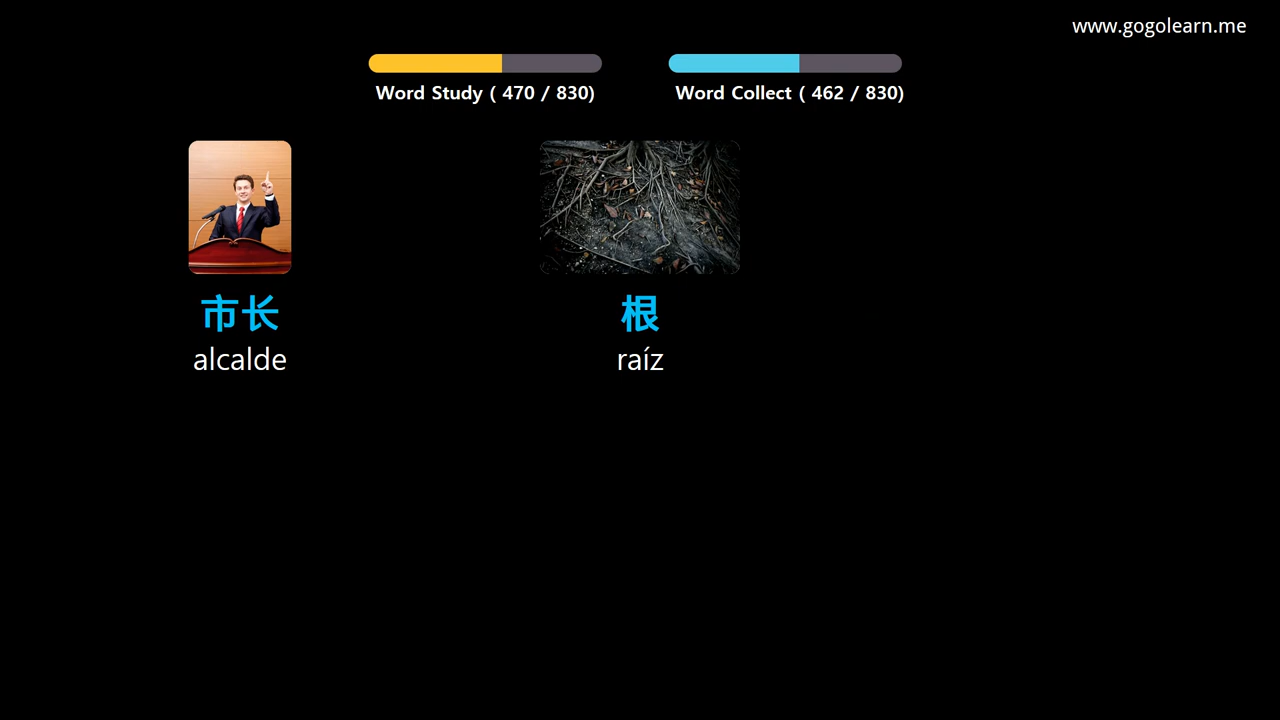 www.gogolearn.me
Word Study ( 470 / 830)
Word Collect ( 462 / 830)
市长
alcalde
根
raíz